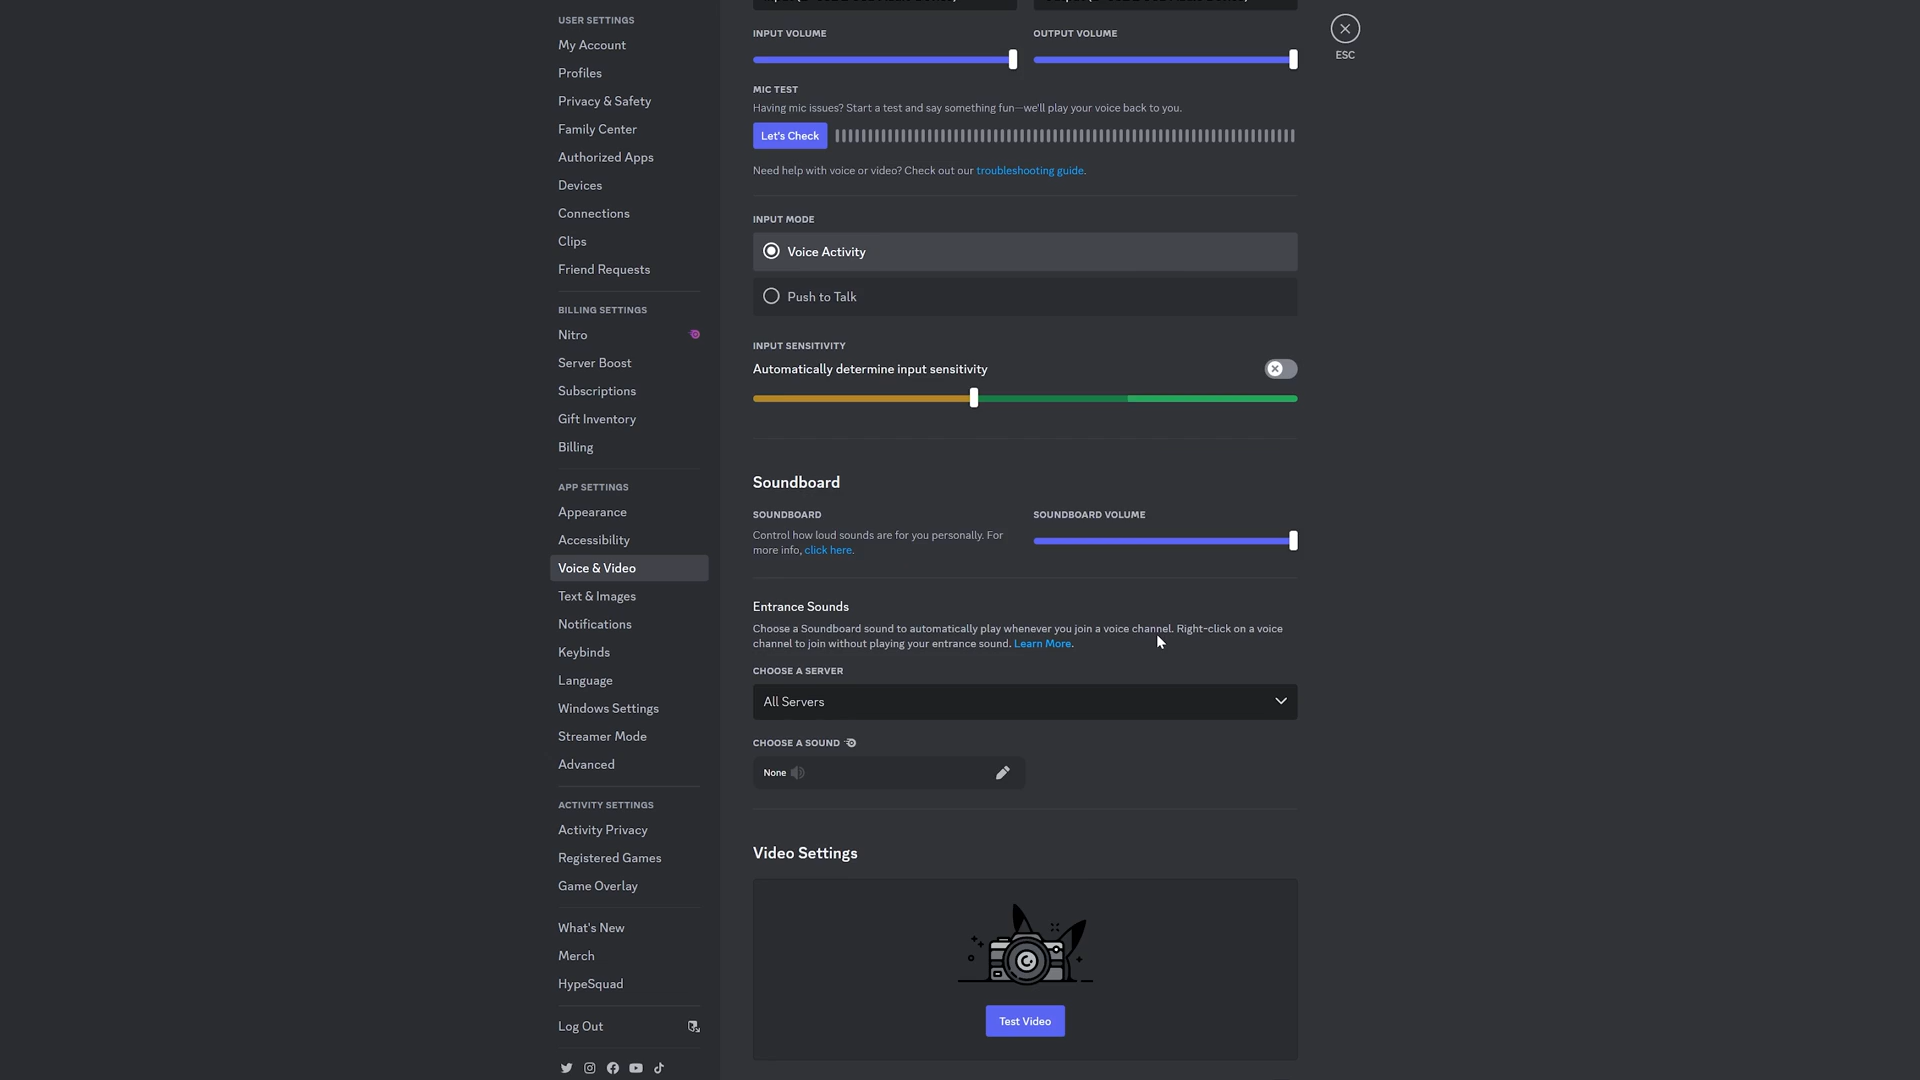 USER SETTINGS
My Account
Profiles
Privacy & Safety
Family Center
Authorized Apps
Devices
Connections
Clips
Friend Requests
BILLING SETTINGS
Nitro
Server Boost
Subscriptions
Gift Inventory
Billing
APP SETTINGS
Appearance
Accessibility
Voice & Video
Text & Images
Notifications
Keybinds
Language
Windows Settings
Streamer Mode
Advanced
ACTIVITY SETTINGS
Activity Privacy
Registered Games
Game Overlay
What's New
Merch
HypeSquad
Log Out
INPUT VOLUME
OUTPUT VOLUME
MIC TEST
Having mic issues? Start a test and say something fun—we'll play your voice back to you.
Let's Check
Need help with voice or video? Check out our troubleshooting guide.
INPUT MODE
Voice Activity
Push to Talk
INPUT SENSITIVITY
Automatically determine input sensitivity
Soundboard
SOUNDBOARD
Control how loud sounds are for you personally. For
more info, click here.
SOUNDBOARD VOLUME
Entrance Sounds
Choose a Soundboard sound to automatically play whenever you join a voice channel. Right-click on a voice
channel to join without playing your entrance sound. Learn More.
CHOOSE A SERVER
All Servers
CHOOSE A SOUND
None
Video Settings
Test Video
ESC